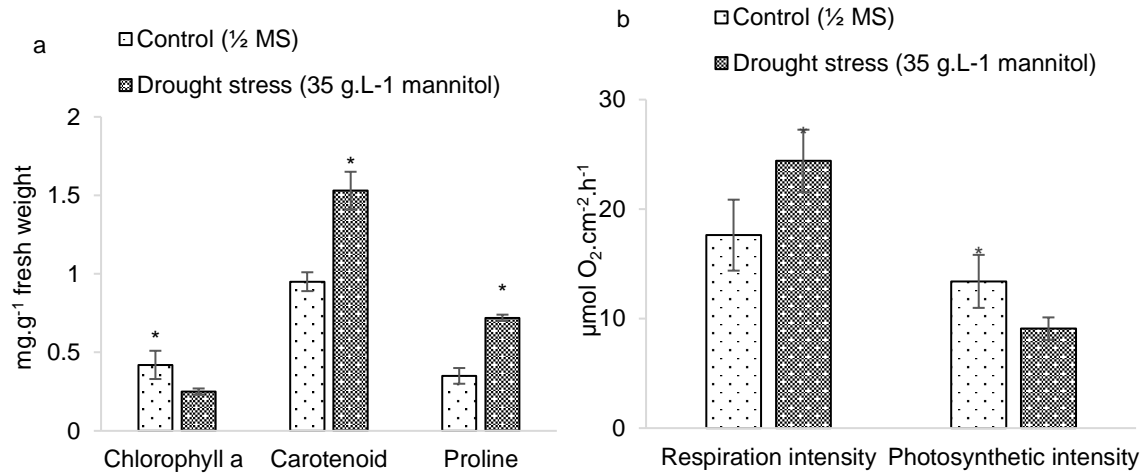 a
Control (½ MS)
Drought stress (35 g.L-1 mannitol)
mg.g⁻¹ fresh weight
2
1.5
1
0.5
0
*
*
*
Chlorophyll a Carotenoid Proline
b
Control (½ MS)
Drought stress (35 g.L-1 mannitol)
µmol O₂.cm⁻².h⁻¹
30
20
10
0
*
*
Respiration intensity Photosynthetic intensity